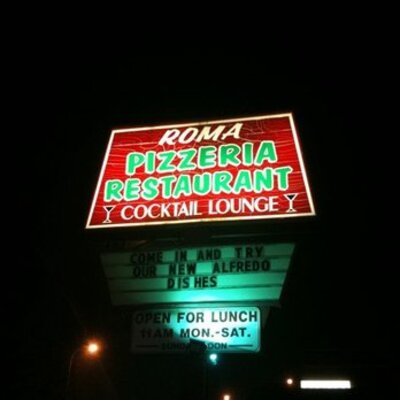 ROMA
PIZZERIA
RESTAURANT
COCKTAIL LOUNGE
COME IN AND TRY
OUR NEW ALFREDO
DISHES
OPEN FOR LUNCH
11AM MON.-SAT.